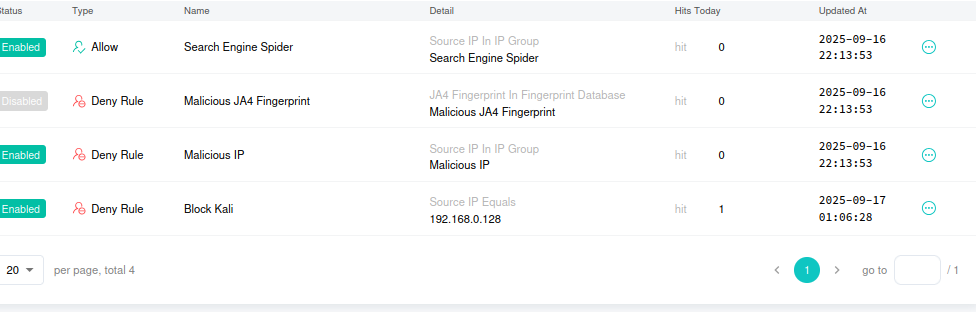 Status Type Name Detail Hits Today Updated At
Enabled Allow Search Engine Spider Source IP In IP Group hit 0 2025-09-16
Search Engine Spider 22:13:53
Disabled Deny Rule Malicious JA4 Fingerprint JA4 Fingerprint In Fingerprint Database hit 0 2025-09-16
Malicious JA4 Fingerprint 22:13:53
Enabled Deny Rule Malicious IP Source IP In IP Group hit 0 2025-09-16
Malicious IP 22:13:53
Enabled Deny Rule Block Kali Source IP Equals hit 1 2025-09-17
192.168.0.128 01:06:28
20 per page, total 4 1 go to / 1